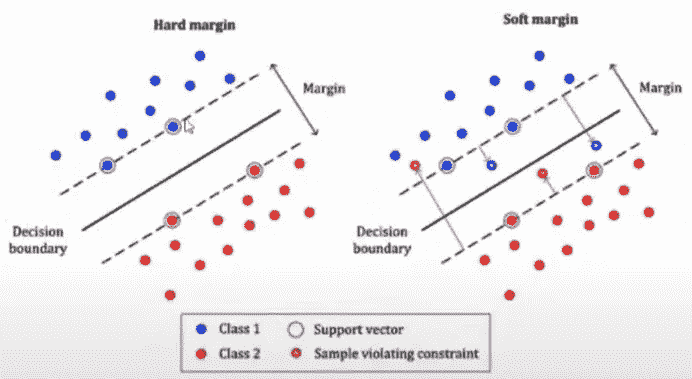 Hard margin
Soft margin
Margin
Margin
Decision
boundary
Decision
boundary
Class 1
Support vector
Class 2
Sample violating constraint